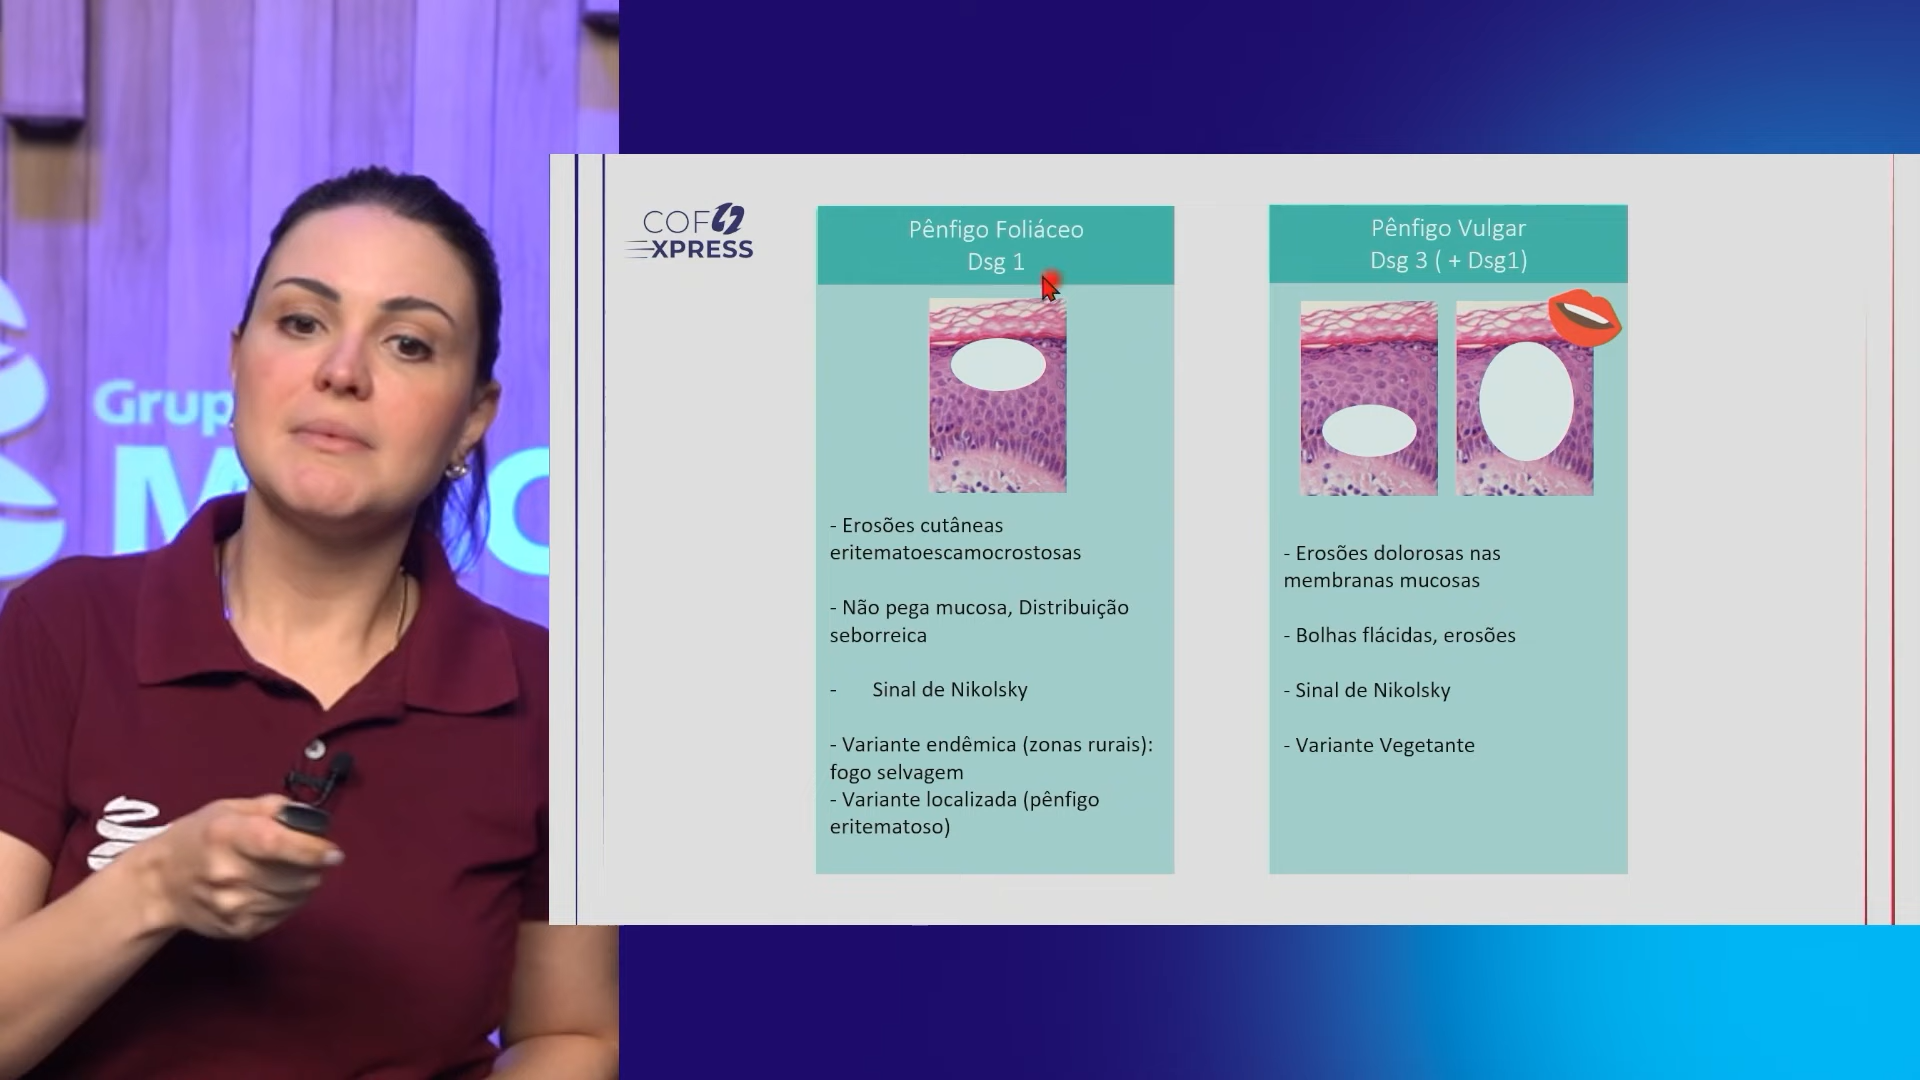 Grup
COF
XPRESS
Pênfigo Foliáceo
Dsg 1
- Erosões cutâneas
eritematoescamocrostosas
- Não pega mucosa, Distribuição
seborreica
- Sinal de Nikolsky
- Variante endêmica (zonas rurais):
fogo selvagem
- Variante localizada (pênfigo
eritematoso)
Pênfigo Vulgar
Dsg 3 ( + Dsg1)
- Erosões dolorosas nas
membranas mucosas
- Bolhas flácidas, erosões
- Sinal de Nikolsky
- Variante Vegetante